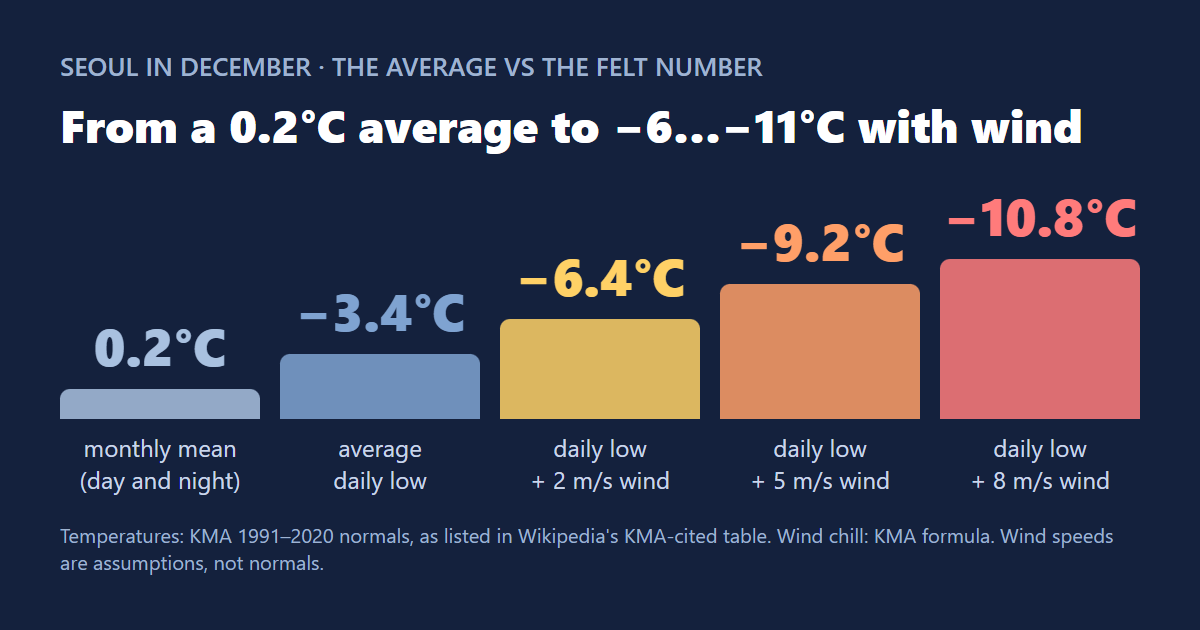 SEOUL IN DECEMBER · THE AVERAGE VS THE FELT NUMBER
From a 0.2°C average to −6…−11°C with wind
0.2°C
−3.4°C
−6.4°C
−9.2°C
−10.8°C
monthly mean
(day and night)
average
daily low
daily low
+ 2 m/s wind
daily low
+ 5 m/s wind
daily low
+ 8 m/s wind
Temperatures: KMA 1991–2020 normals, as listed in Wikipedia's KMA-cited table. Wind chill: KMA formula. Wind speeds
are assumptions, not normals.